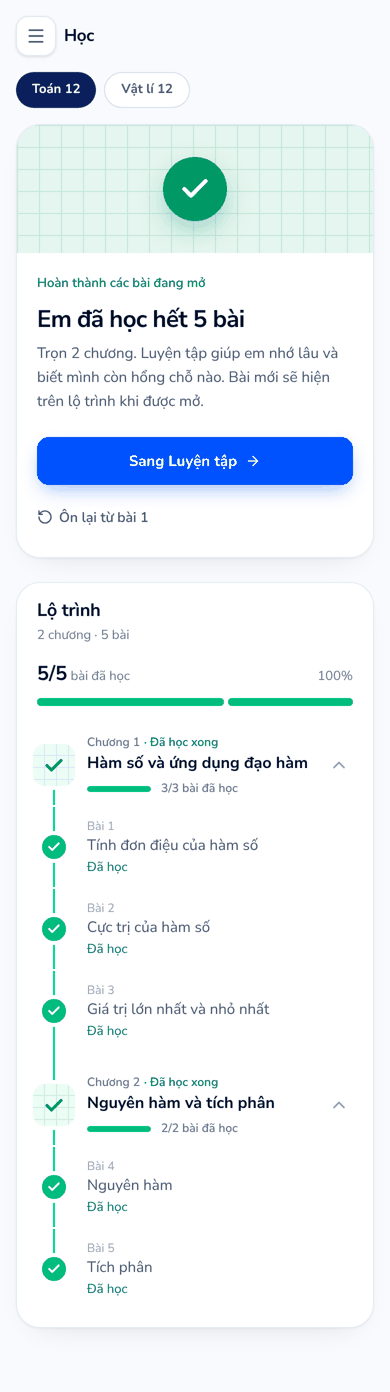 Học
Toán 12
Vật lí 12
Hoàn thành các bài đang mở
Em đã học hết 5 bài
Trọn 2 chương. Luyện tập giúp em nhớ lâu và
biết mình còn hổng chỗ nào. Bài mới sẽ hiện
trên lộ trình khi được mở.
Sang Luyện tập →
Ôn lại từ bài 1
Lộ trình
2 chương · 5 bài
5/5 bài đã học
100%
Chương 1 · Đã học xong
Hàm số và ứng dụng đạo hàm
3/3 bài đã học
Bài 1
Tính đơn điệu của hàm số
Đã học
Bài 2
Cực trị của hàm số
Đã học
Bài 3
Giá trị lớn nhất và nhỏ nhất
Đã học
Chương 2 · Đã học xong
Nguyên hàm và tích phân
2/2 bài đã học
Bài 4
Nguyên hàm
Đã học
Bài 5
Tích phân
Đã học